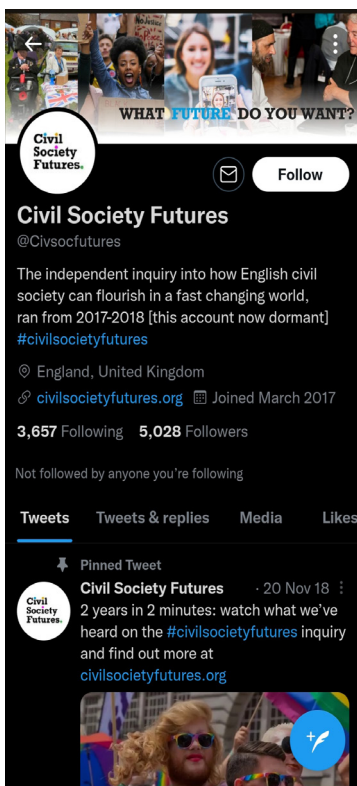 WHAT FUTURE DO YOU WANT?
Civil
Society
Futures.
Follow
Civil Society Futures
@Civsocfutures
The independent inquiry into how English civil
society can flourish in a fast changing world,
ran from 2017-2018 [this account now dormant]
#civilsocietyfutures
England, United Kingdom
civilsocietyfutures.org Joined March 2017
3,657 Following 5,028 Followers
Not followed by anyone you're following
Tweets Tweets & replies Media Likes
Pinned Tweet
Civil
Society
Futures.
Civil Society Futures · 20 Nov 18
2 years in 2 minutes: watch what we've
heard on the #civilsocietyfutures inquiry
and find out more at
civilsocietyfutures.org